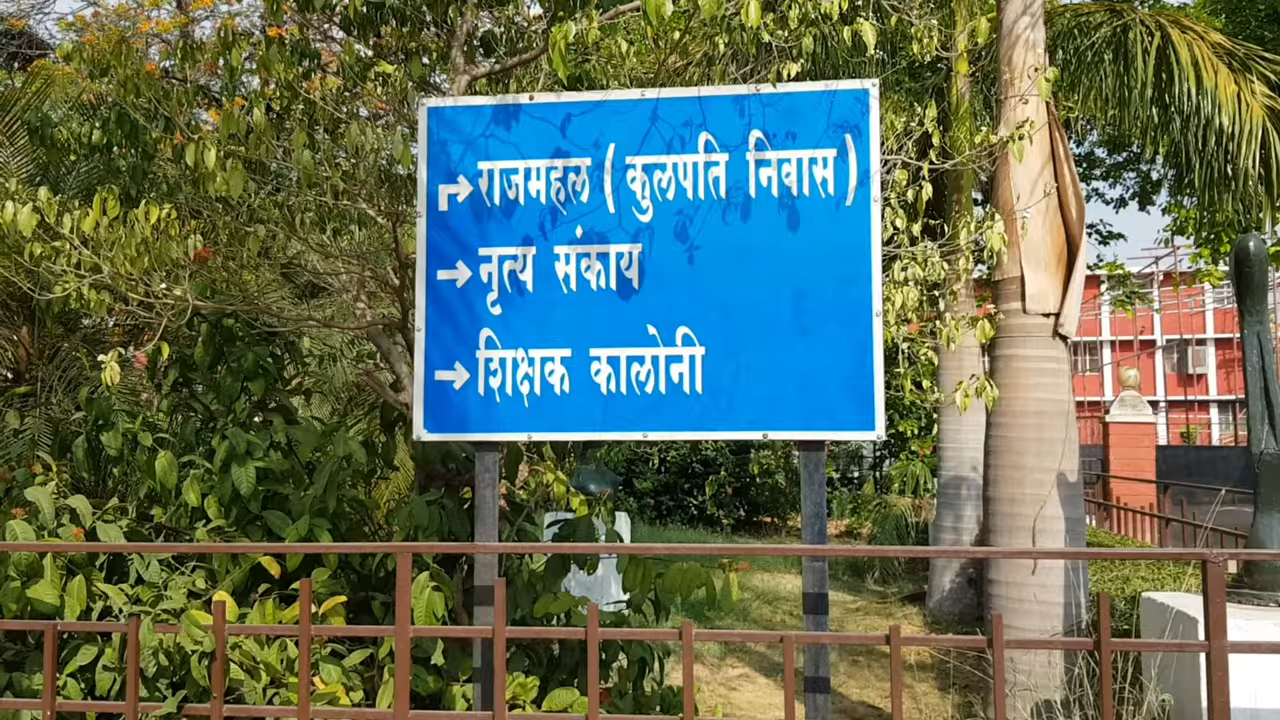 राजमहल ( कुलपति निवास )
नृत्य संकाय
शिक्षक कालोनी